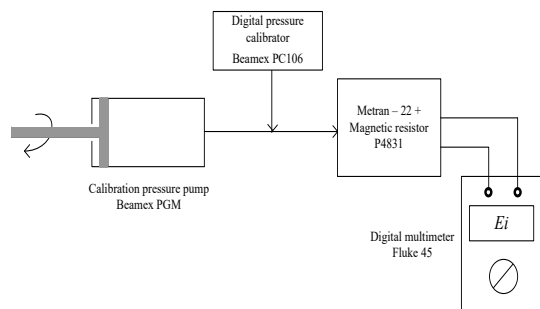 Digital pressure
calibrator
Beamex PC106
Metran – 22 +
Magnetic resistor
P4831
Calibration pressure pump
Beamex PGM
Digital multimeter
Fluke 45
Ei